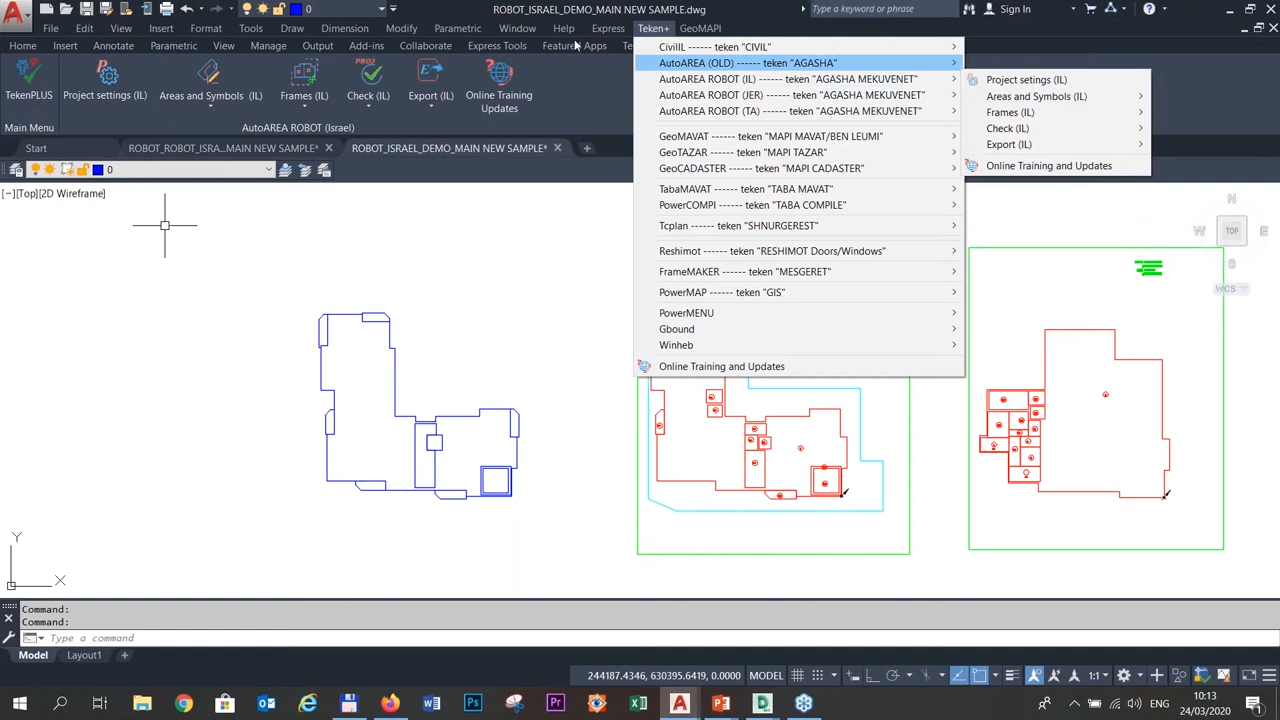 0
ROBOT_ISRAEL_DEMO_MAIN NEW SAMPLE.dwg
Type a keyword or phrase
Sign In
File Edit View Insert Format Tools Draw Dimension Modify Parametric Window Help Express Teken+ GeoMAPI
Home Insert Annotate Parametric View Manage Output Add-ins Collaborate Express Tools Featured Apps
TekenPLUS
Project settings (IL)
Areas and Symbols (IL)
Frames (IL)
Check (IL)
Export (IL)
Online Training and
Updates
Main Menu
AutoAREA ROBOT (Israel)
Start
ROBOT_ROBOT_ISRA...MAIN NEW SAMPLE*
ROBOT_ISRAEL_DEMO_MAIN NEW SAMPLE*
0
[−][Top][2D Wireframe]
CivilIL ------ teken "CIVIL"
AutoAREA (OLD) ------ teken "AGASHA"
AutoAREA ROBOT (IL) ------ teken "AGASHA MEKUVENET"
AutoAREA ROBOT (JER) ------ teken "AGASHA MEKUVENET"
AutoAREA ROBOT (TA) ------ teken "AGASHA MEKUVENET"
GeoMAVAT ------ teken "MAPI MAVAT/BEN LEUMI"
GeoTAZAR ------ teken "MAPI TAZAR"
GeoCADASTER ------ teken "MAPI CADASTER"
TabaMAVAT ------ teken "TABA MAVAT"
PowerCOMPI ------ teken "TABA COMPILE"
Tcplan ------ teken "SHNURGEREST"
Reshimot ------ teken "RESHIMOT Doors/Windows"
FrameMAKER ------ teken "MESGERET"
PowerMAP ------ teken "GIS"
PowerMENU
Gbound
Winheb
Online Training and Updates
Project setings (IL)
Areas and Symbols (IL)
Frames (IL)
Check (IL)
Export (IL)
Online Training and Updates
N
W TOP E
S
WCS
Y
X
Command:
Command:
Type a command
Model Layout1
244187.4346, 630395.6419, 0.0000 MODEL
1:1
ENG
10:13
24/03/2020